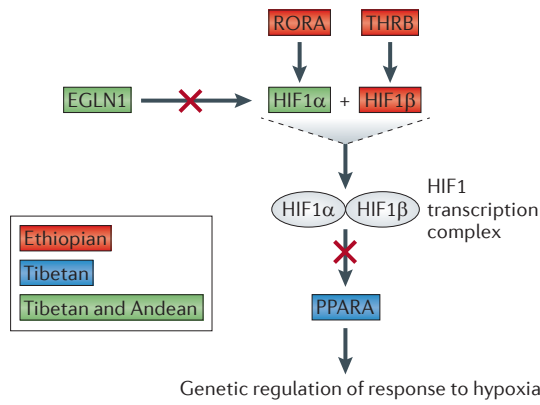 RORA THRB
EGLN1 HIF1α + HIF1β
HIF1α HIF1β
HIF1
transcription
complex
Ethiopian
Tibetan
Tibetan and Andean
PPARA
Genetic regulation of response to hypoxia